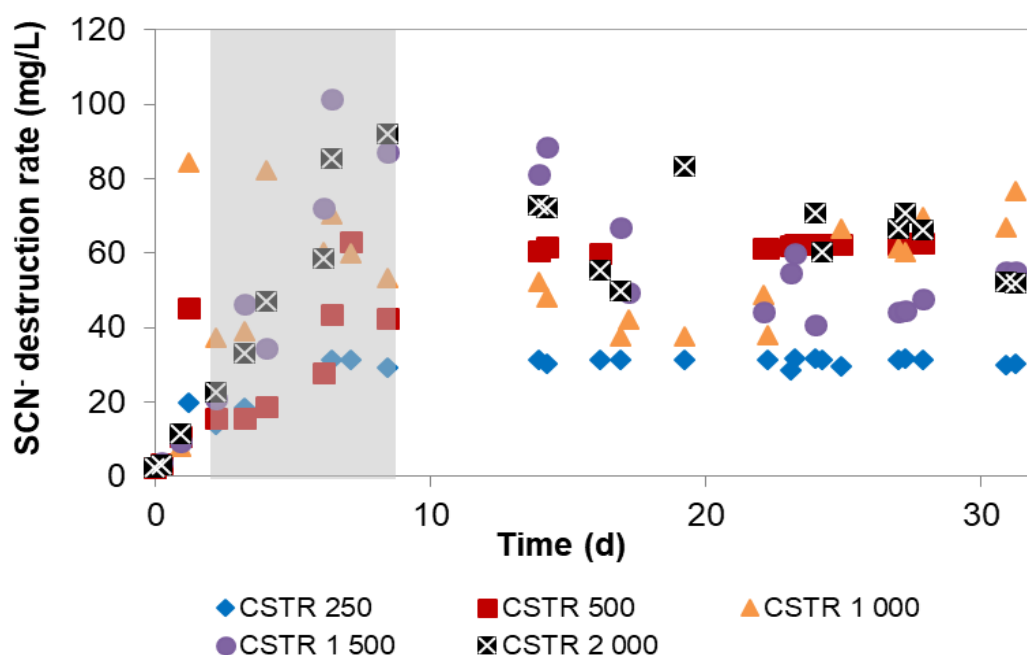 SCN- destruction rate (mg/L)
120
100
80
60
40
20
0
0 10 20 30
Time (d)
CSTR 250 CSTR 500 CSTR 1 000
CSTR 1 500 CSTR 2 000